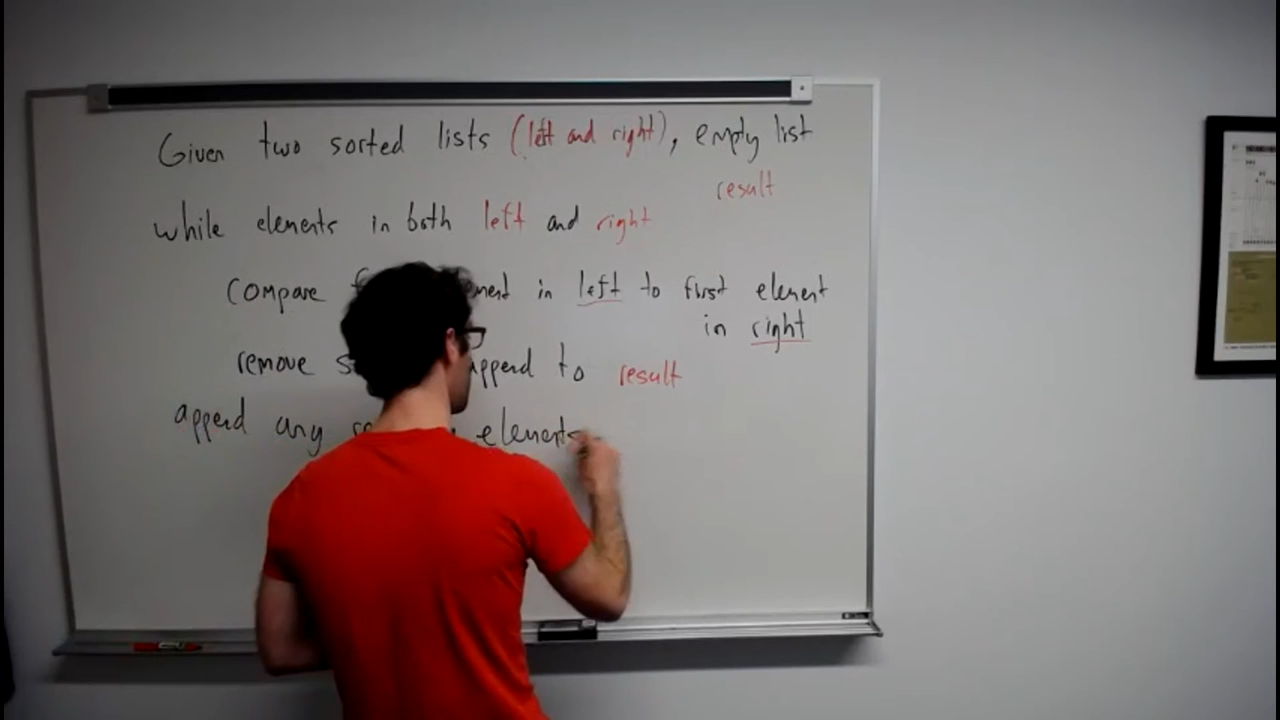 Given two sorted lists (left and right), empty list
result
while elements in both left and right
compare in left to first element
in right
remove append to result
append any elements